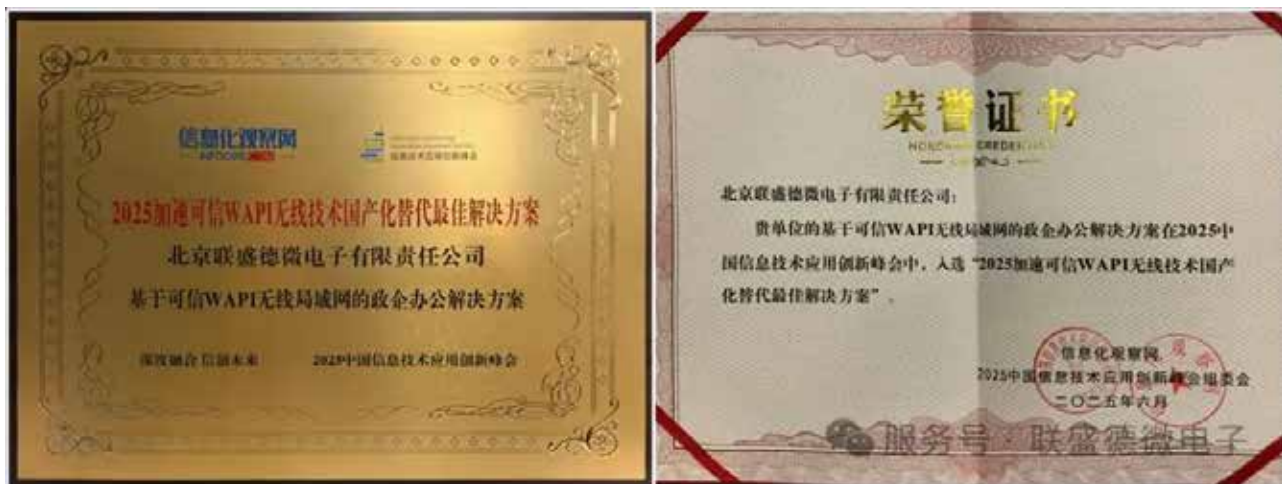 信息化观察网
信息技术应用创新峰会
2025加速可信WAPI无线技术国产化替代最佳解决方案
北京联盛德微电子有限责任公司
基于可信WAPI无线局域网的政企办公解决方案
深度融合 信创未来
2025中国信息技术应用创新峰会
荣誉证书
北京联盛德微电子有限责任公司:
贵单位的基于可信WAPI无线局域网的政企办公解决方案在2025中
国信息技术应用创新峰会中，入选“2025加速可信WAPI无线技术国产
化替代最佳解决方案”。
信息化观察网
2025中国信息技术应用创新峰会组委会
二〇二五年六月
服务号·联盛德微电子